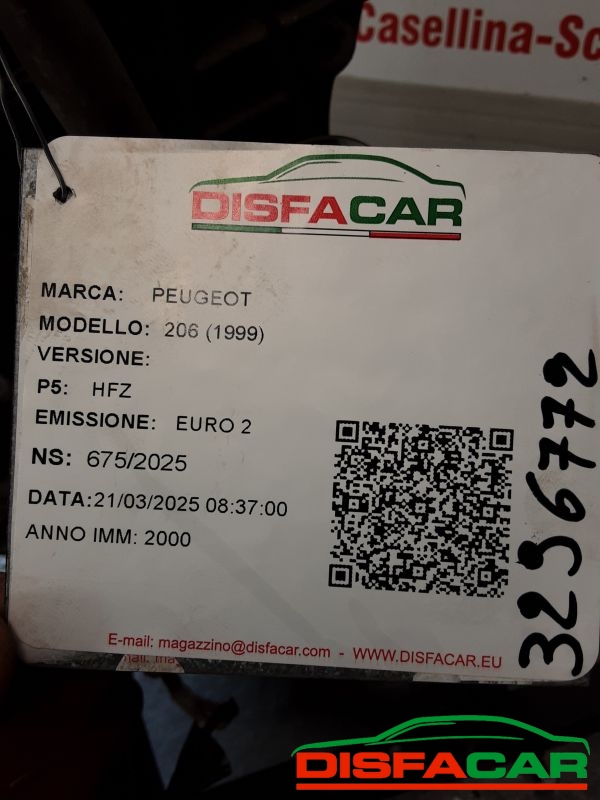 Casellina-Sc
DISFACAR
MARCA: PEUGEOT
MODELLO: 206 (1999)
VERSIONE:
P5: HFZ
EMISSIONE: EURO 2
NS: 675/2025
DATA:21/03/2025 08:37:00
ANNO IMM: 2000
3296772
E-mail: magazzino@disfacar.com - WWW.DISFACAR.EU
DISFACAR